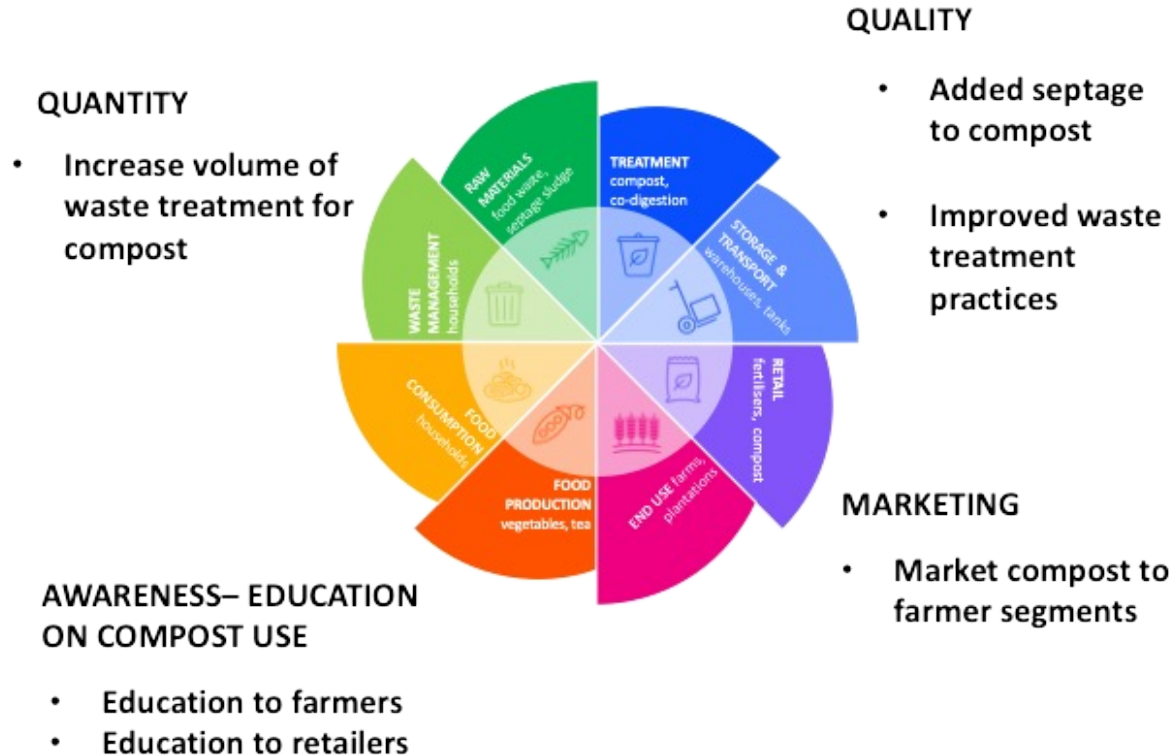 QUALITY
• Added septage
to compost
• Improved waste
treatment
practices
QUANTITY
• Increase volume of
waste treatment for
compost
RAW
MATERIALS
food waste,
septage sludge
TREATMENT
compost,
co-digestion
STORAGE &
TRANSPORT
warehouses, tanks
RETAIL
fertilisers, compost
END USE farms,
plantations
FOOD
PRODUCTION
vegetables, tea
FOOD
CONSUMPTION
households
WASTE
MANAGEMENT
households
MARKETING
• Market compost to
farmer segments
AWARENESS– EDUCATION
ON COMPOST USE
• Education to farmers
• Education to retailers